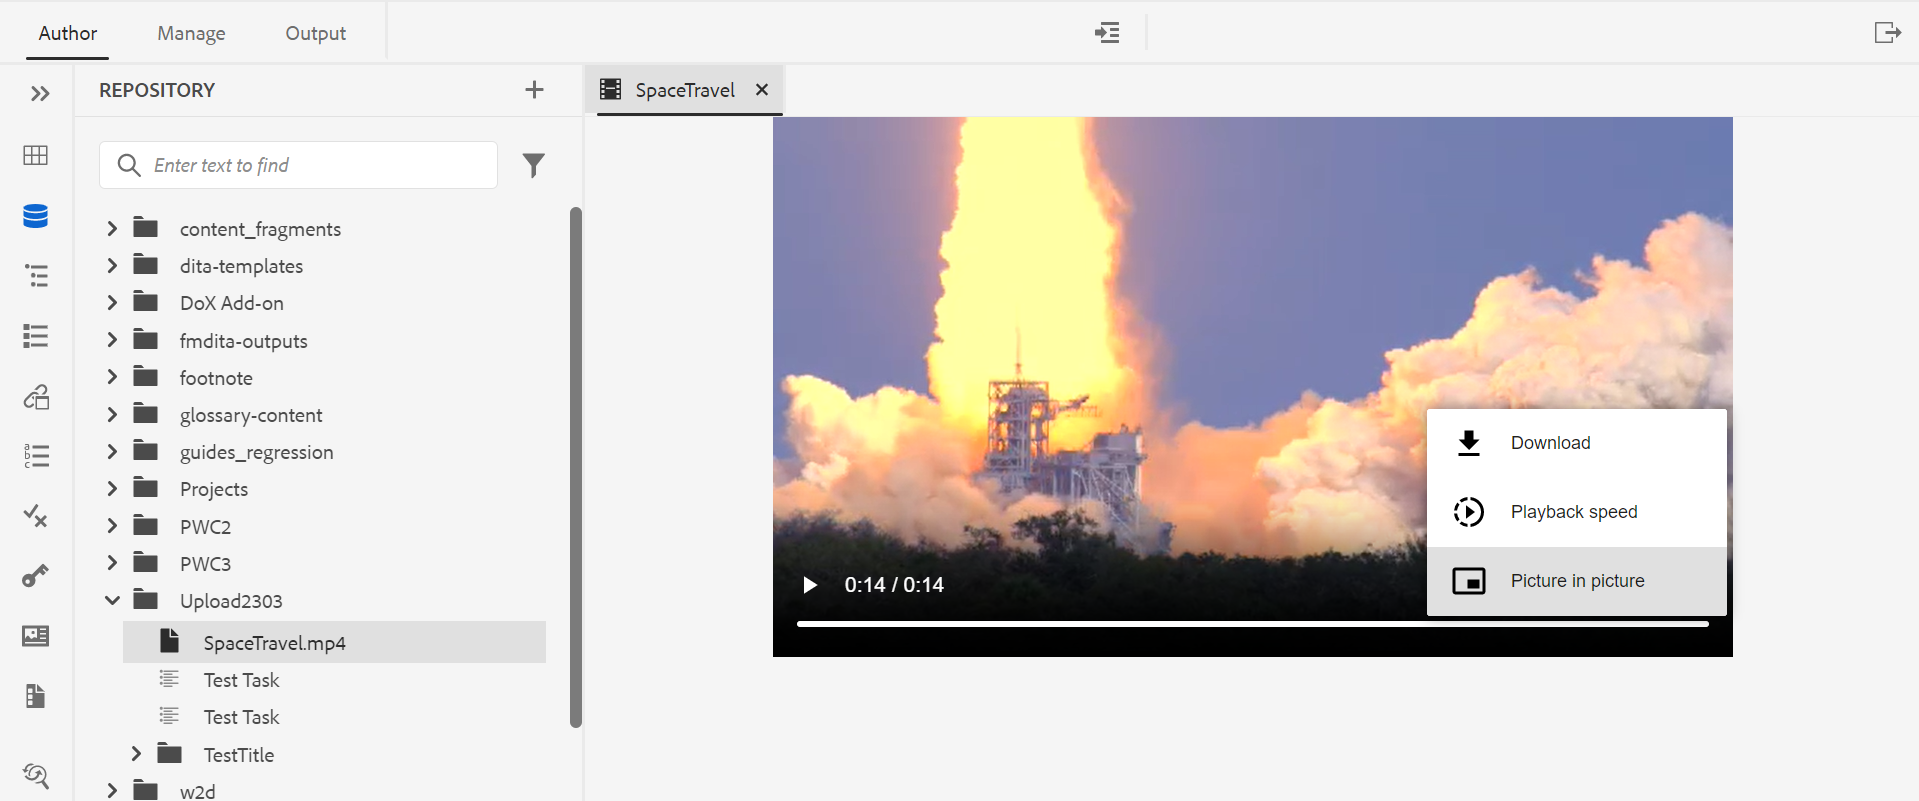 Author Manage Output
REPOSITORY
SpaceTravel
Enter text to find
content_fragments
dita-templates
DoX Add-on
fmdita-outputs
footnote
glossary-content
guides_regression
Projects
PWC2
PWC3
Upload2303
SpaceTravel.mp4
Test Task
Test Task
TestTitle
w2d
Download
Playback speed
Picture in picture
0:14 / 0:14